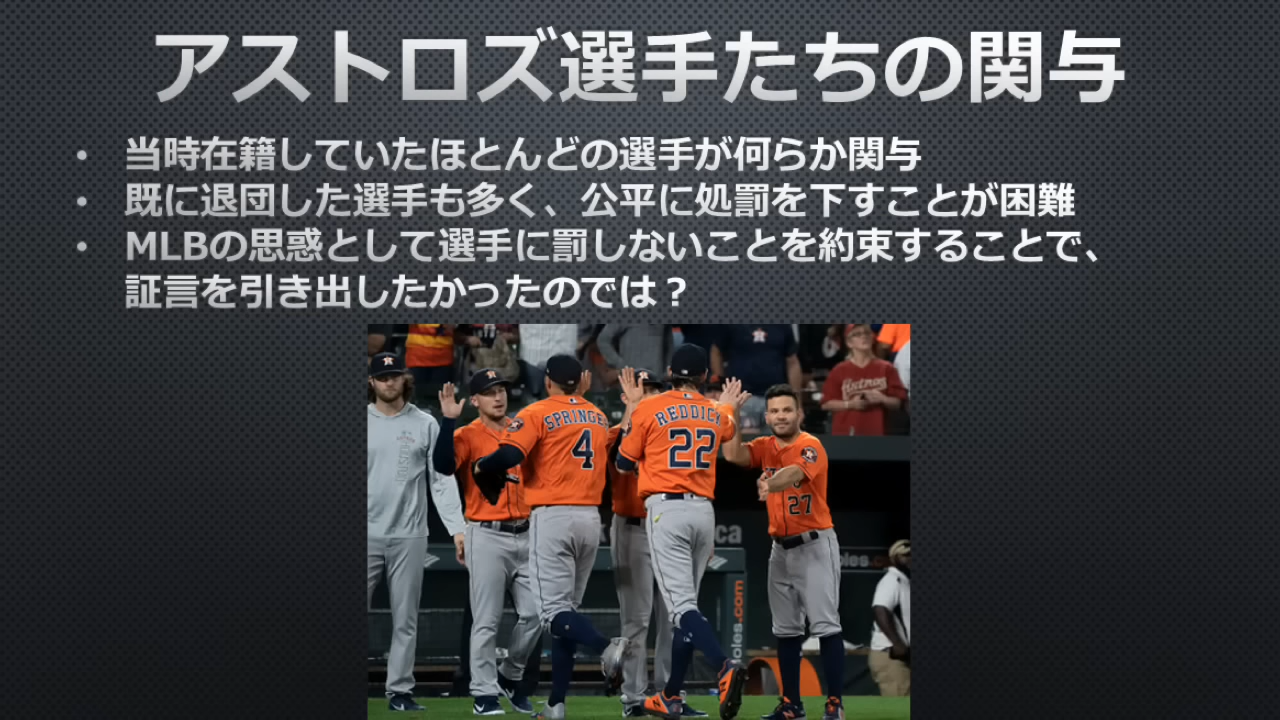 アストロズ選手たちの関与
• 当時在籍していたほとんどの選手が何らか関与
• 既に退団した選手も多く、公平に処罰を下すことが困難
• MLBの思惑として選手に罰しないことを約束することで、
証言を引き出したかったのでは？
SPRINGE
4
REDDICK
22
27